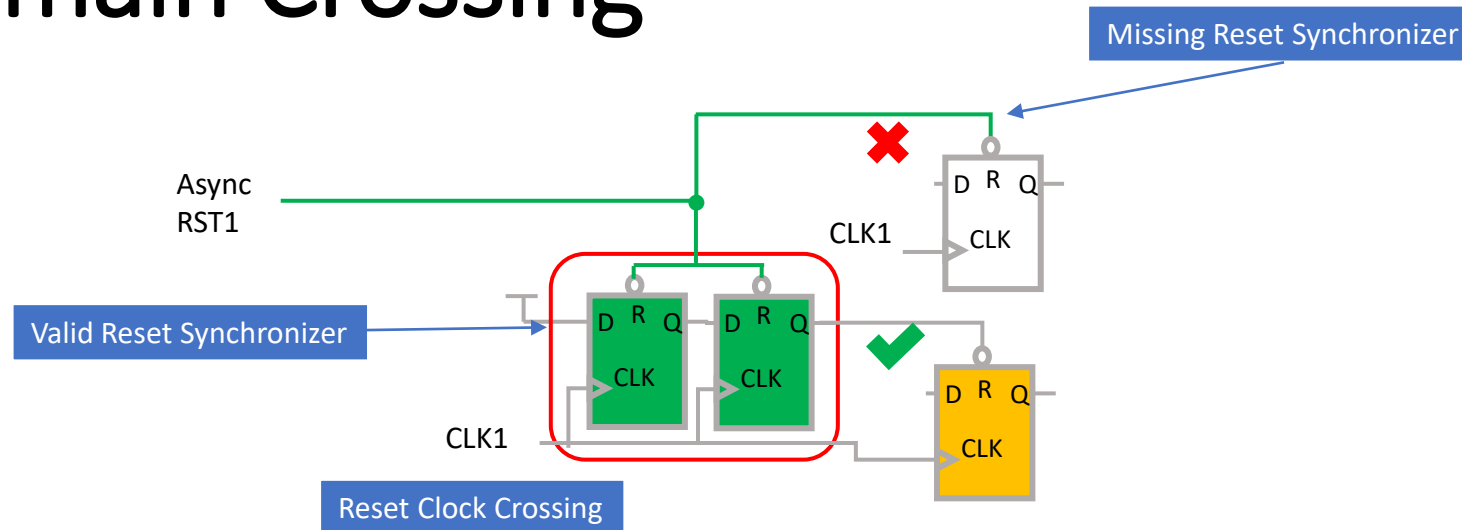 main Crossing
Missing Reset Synchronizer
Async
RST1
D R Q
CLK1
CLK
Valid Reset Synchronizer
D R Q
CLK
D R Q
CLK
D R Q
CLK
CLK1
Reset Clock Crossing